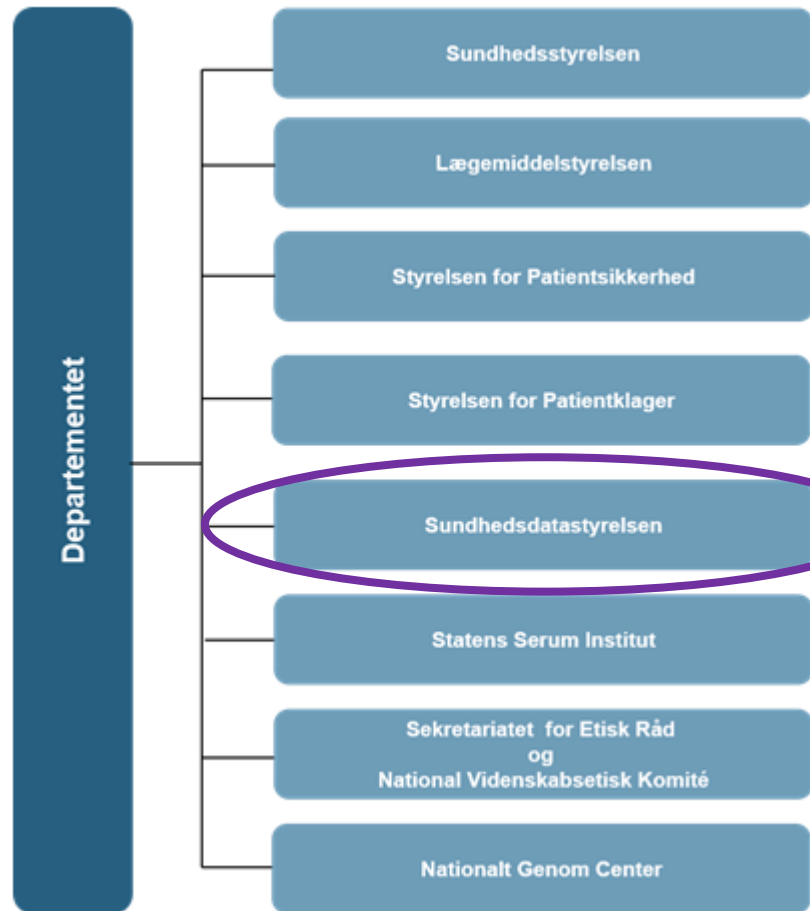 Departementet
Sundhedsstyrelsen
Lægemiddelstyrelsen
Styrelsen for Patientsikkerhed
Styrelsen for Patientklager
Sundhedsdatastyrelsen
Statens Serum Institut
Sekretariatet for Etisk Råd
og
National Videnskabsetisk Komité
Nationalt Genom Center